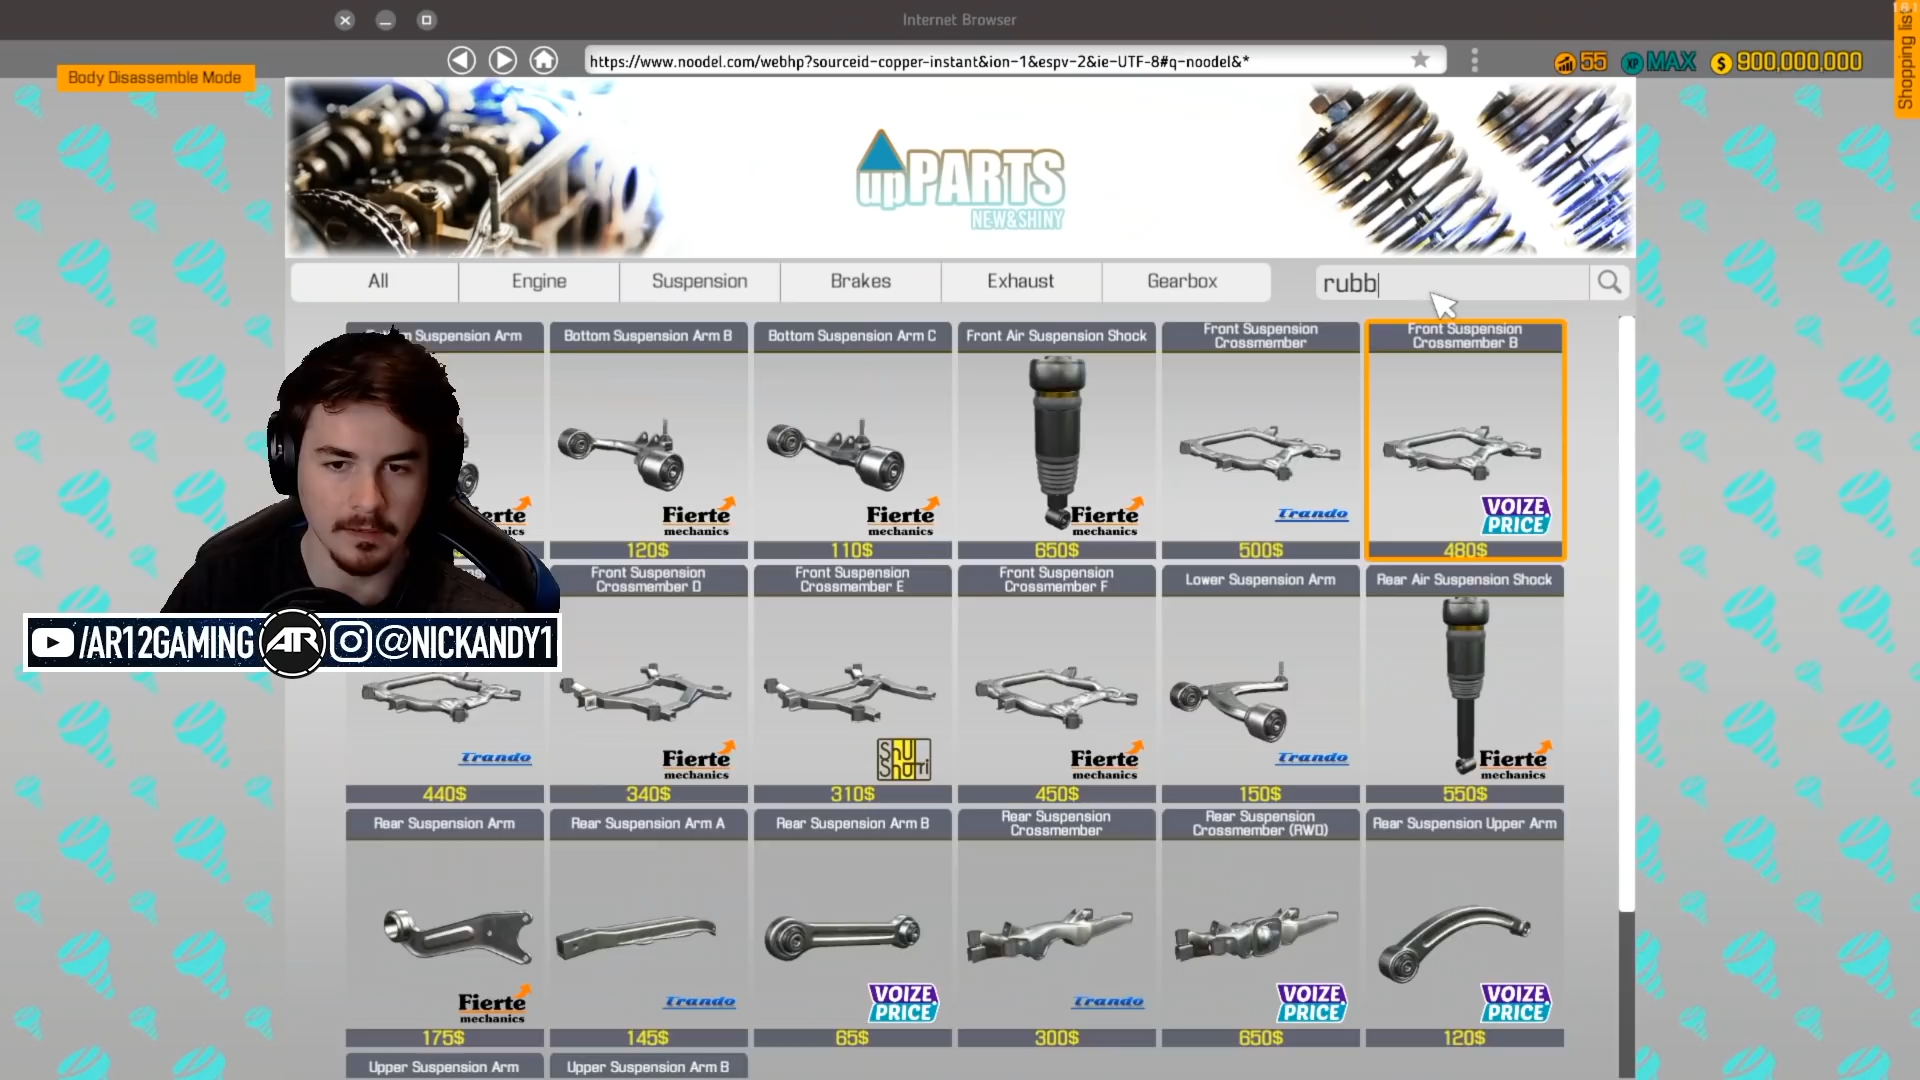 Internet Browser
Shopping list
Body Disassemble Mode
https://www.noodel.com/webhp?sourceid-copper-instant&ion-1&espv-2&ie-UTF-8#q-noodel&*
55
XP MAX
$ 900,000,000
upPARTS
NEW&SHINY
All
Engine
Suspension
Brakes
Exhaust
Gearbox
rubb
Suspension Arm
Bottom Suspension Arm B
Bottom Suspension Arm C
Front Air Suspension Shock
Front Suspension
Crossmember
Front Suspension
Crossmember B
erte
Fierte
mechanics
Fierte
mechanics
Fierte
mechanics
Trando
VOIZE
PRICE
120$
110$
650$
500$
480$
Front Suspension
Crossmember D
Front Suspension
Crossmember E
Front Suspension
Crossmember F
Lower Suspension Arm
Rear Air Suspension Shock
/AR12GAMING AR @NICKANDY1
Trando
Fierte
mechanics
Shu
Shu
Fierte
mechanics
Trando
Fierte
mechanics
440$
340$
310$
450$
150$
550$
Rear Suspension Arm
Rear Suspension Arm A
Rear Suspension Arm B
Rear Suspension
Crossmember
Rear Suspension
Crossmember (RWD)
Rear Suspension Upper Arm
Fierte
mechanics
Trando
VOIZE
PRICE
Trando
VOIZE
PRICE
VOIZE
PRICE
175$
145$
65$
300$
650$
120$
Upper Suspension Arm
Upper Suspension Arm B